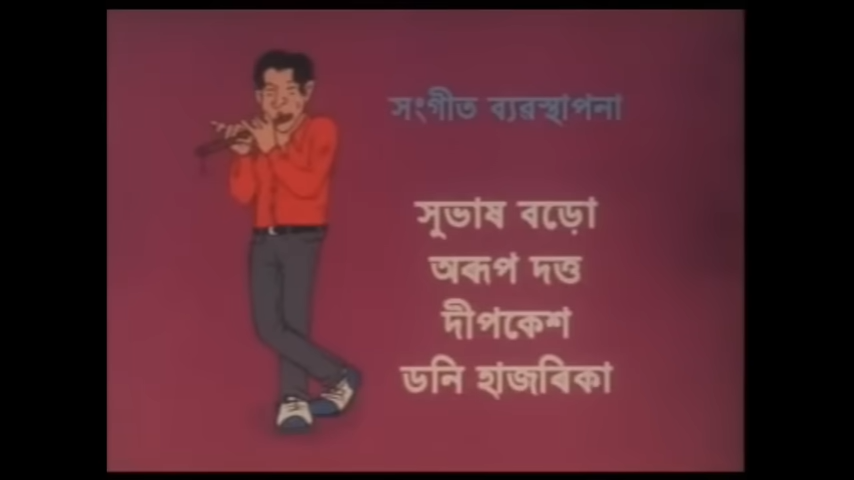 সংগীত ব্যৱস্থাপনা
সুভাষ বড়ো
অৰূপ দত্ত
দীপকেশ
ডনি হাজৰিকা